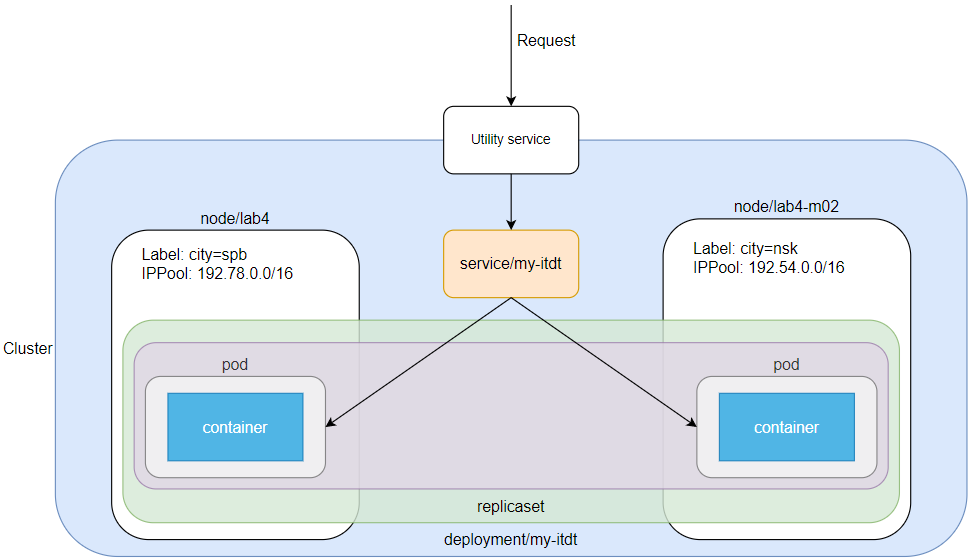 Request
Utility service
node/lab4
node/lab4-m02
Label: city=spb
IPPool: 192.78.0.0/16
service/my-itdt
Label: city=nsk
IPPool: 192.54.0.0/16
Cluster
pod
pod
container
container
replicaset
deployment/my-itdt